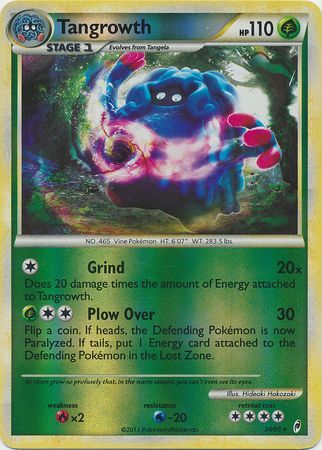 Tangrowth HP 110
STAGE 1 Evolves from Tangela
NO. 465 Vine Pokémon HT: 6'07" WT: 283.5 lbs.
Grind 20x
Does 20 damage times the amount of Energy attached
to Tangrowth.
Plow Over 30
Flip a coin. If heads, the Defending Pokémon is now
Paralyzed. If tails, put 1 Energy card attached to the
Defending Pokémon in the Lost Zone.
Its vines grow so profusely that, in the warm season, you can't even see its eyes.
Illus. Hideaki Hakozaki
weakness resistance retreat cost
×2 -20
©2011 Pokémon/Nintendo 34/95 ★